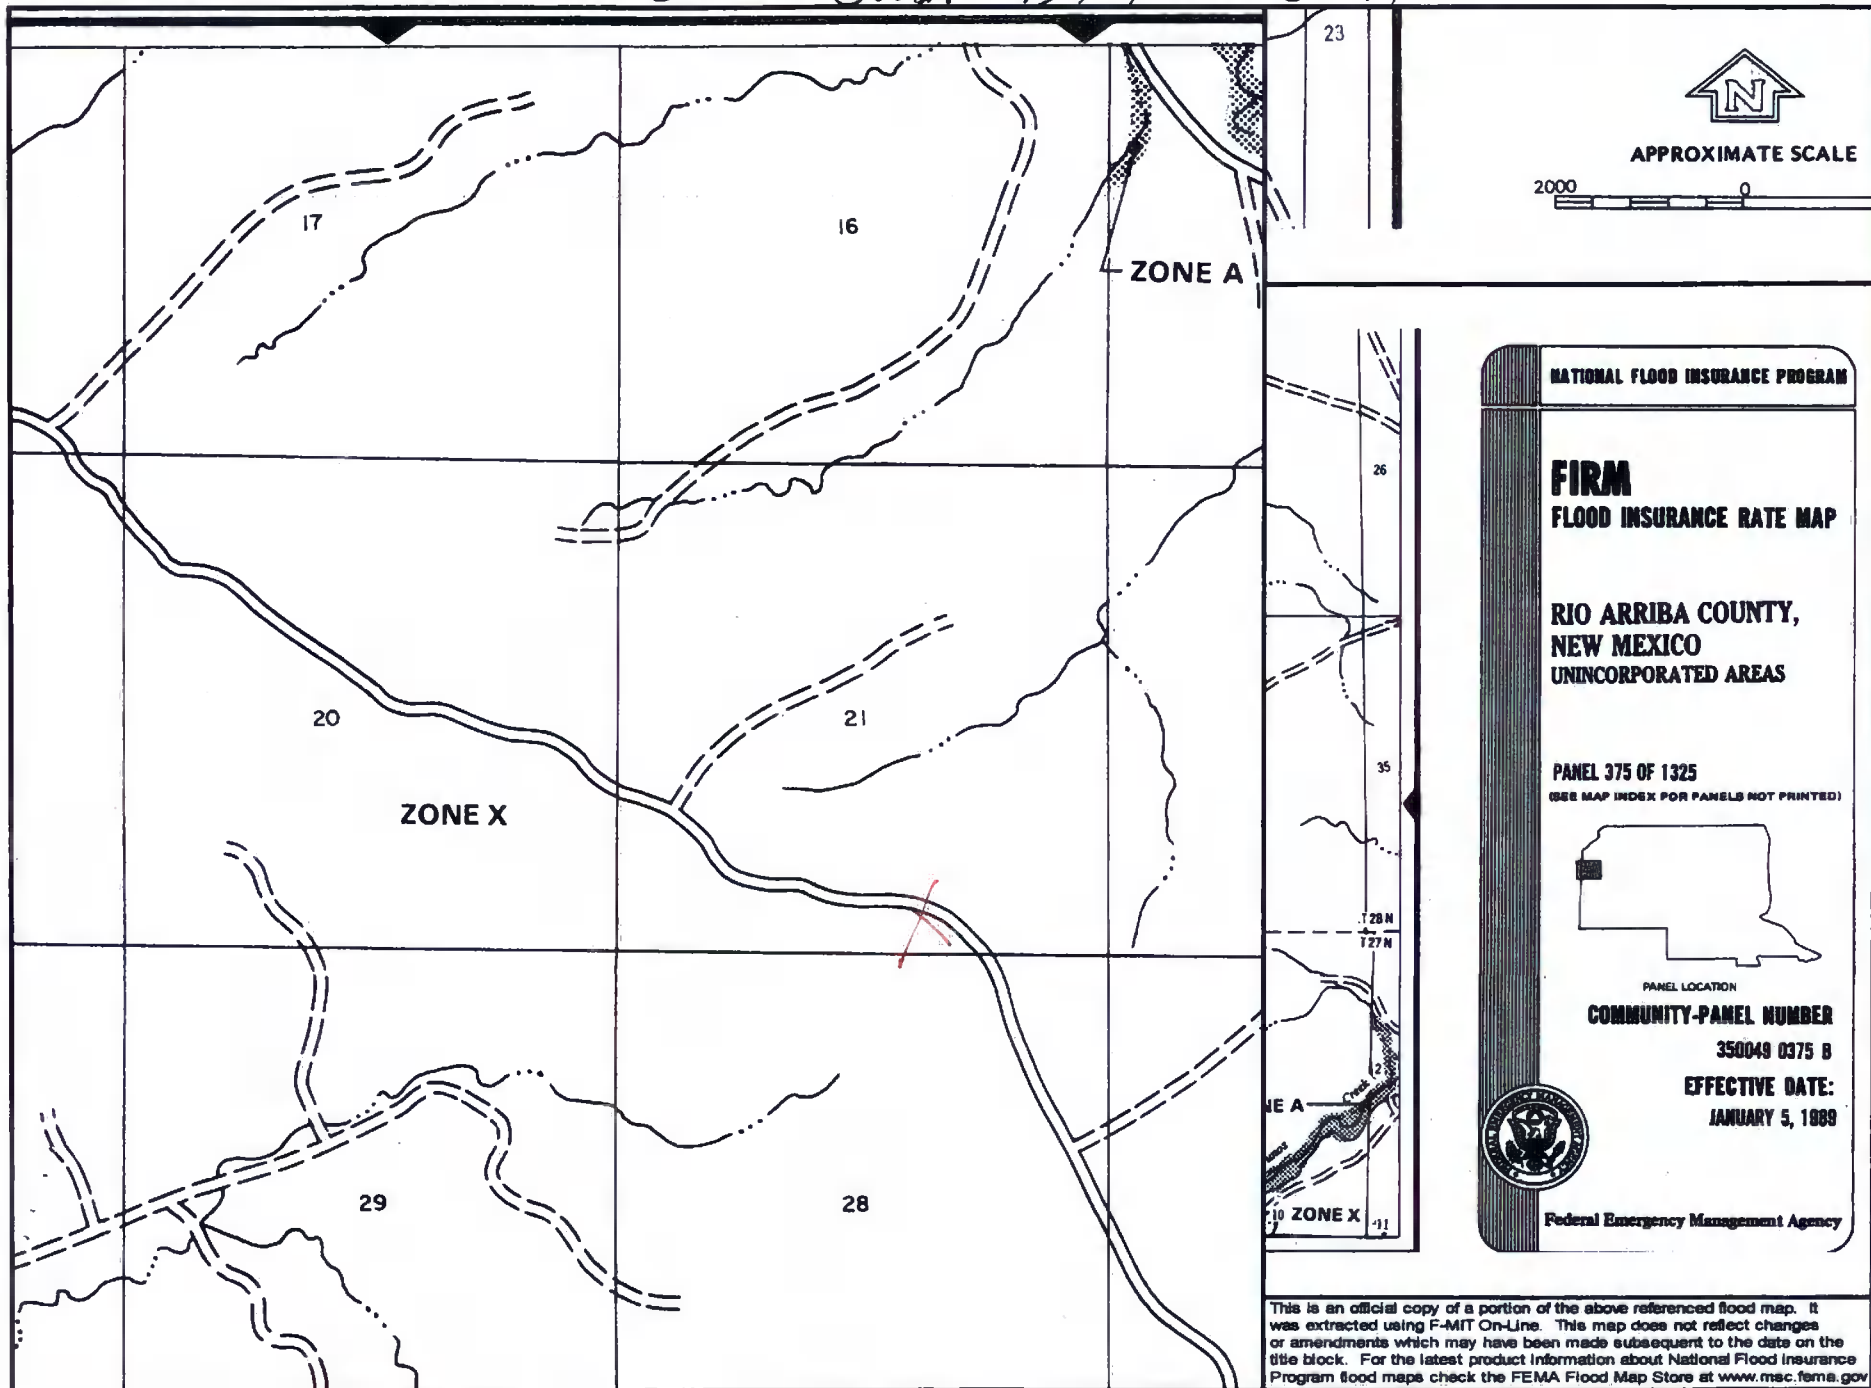 23
N
APPROXIMATE SCALE
2000 0
17
16
ZONE A
NATIONAL FLOOD INSURANCE PROGRAM
26
FIRM
FLOOD INSURANCE RATE MAP
RIO ARRIBA COUNTY,
NEW MEXICO
UNINCORPORATED AREAS
20
21
35
PANEL 375 OF 1325
(SEE MAP INDEX FOR PANELS NOT PRINTED)
ZONE X
T28N
T27N
PANEL LOCATION
COMMUNITY-PANEL NUMBER
350049 0375 B
EFFECTIVE DATE:
JANUARY 5, 1989
2
Creek
NE A
29
28
10 ZONE X 11
Federal Emergency Management Agency
This is an official copy of a portion of the above referenced flood map. It
was extracted using F-MIT On-Line. This map does not reflect changes
or amendments which may have been made subsequent to the date on the
title block. For the latest product information about National Flood Insurance
Program flood maps check the FEMA Flood Map Store at www.msc.fema.gov